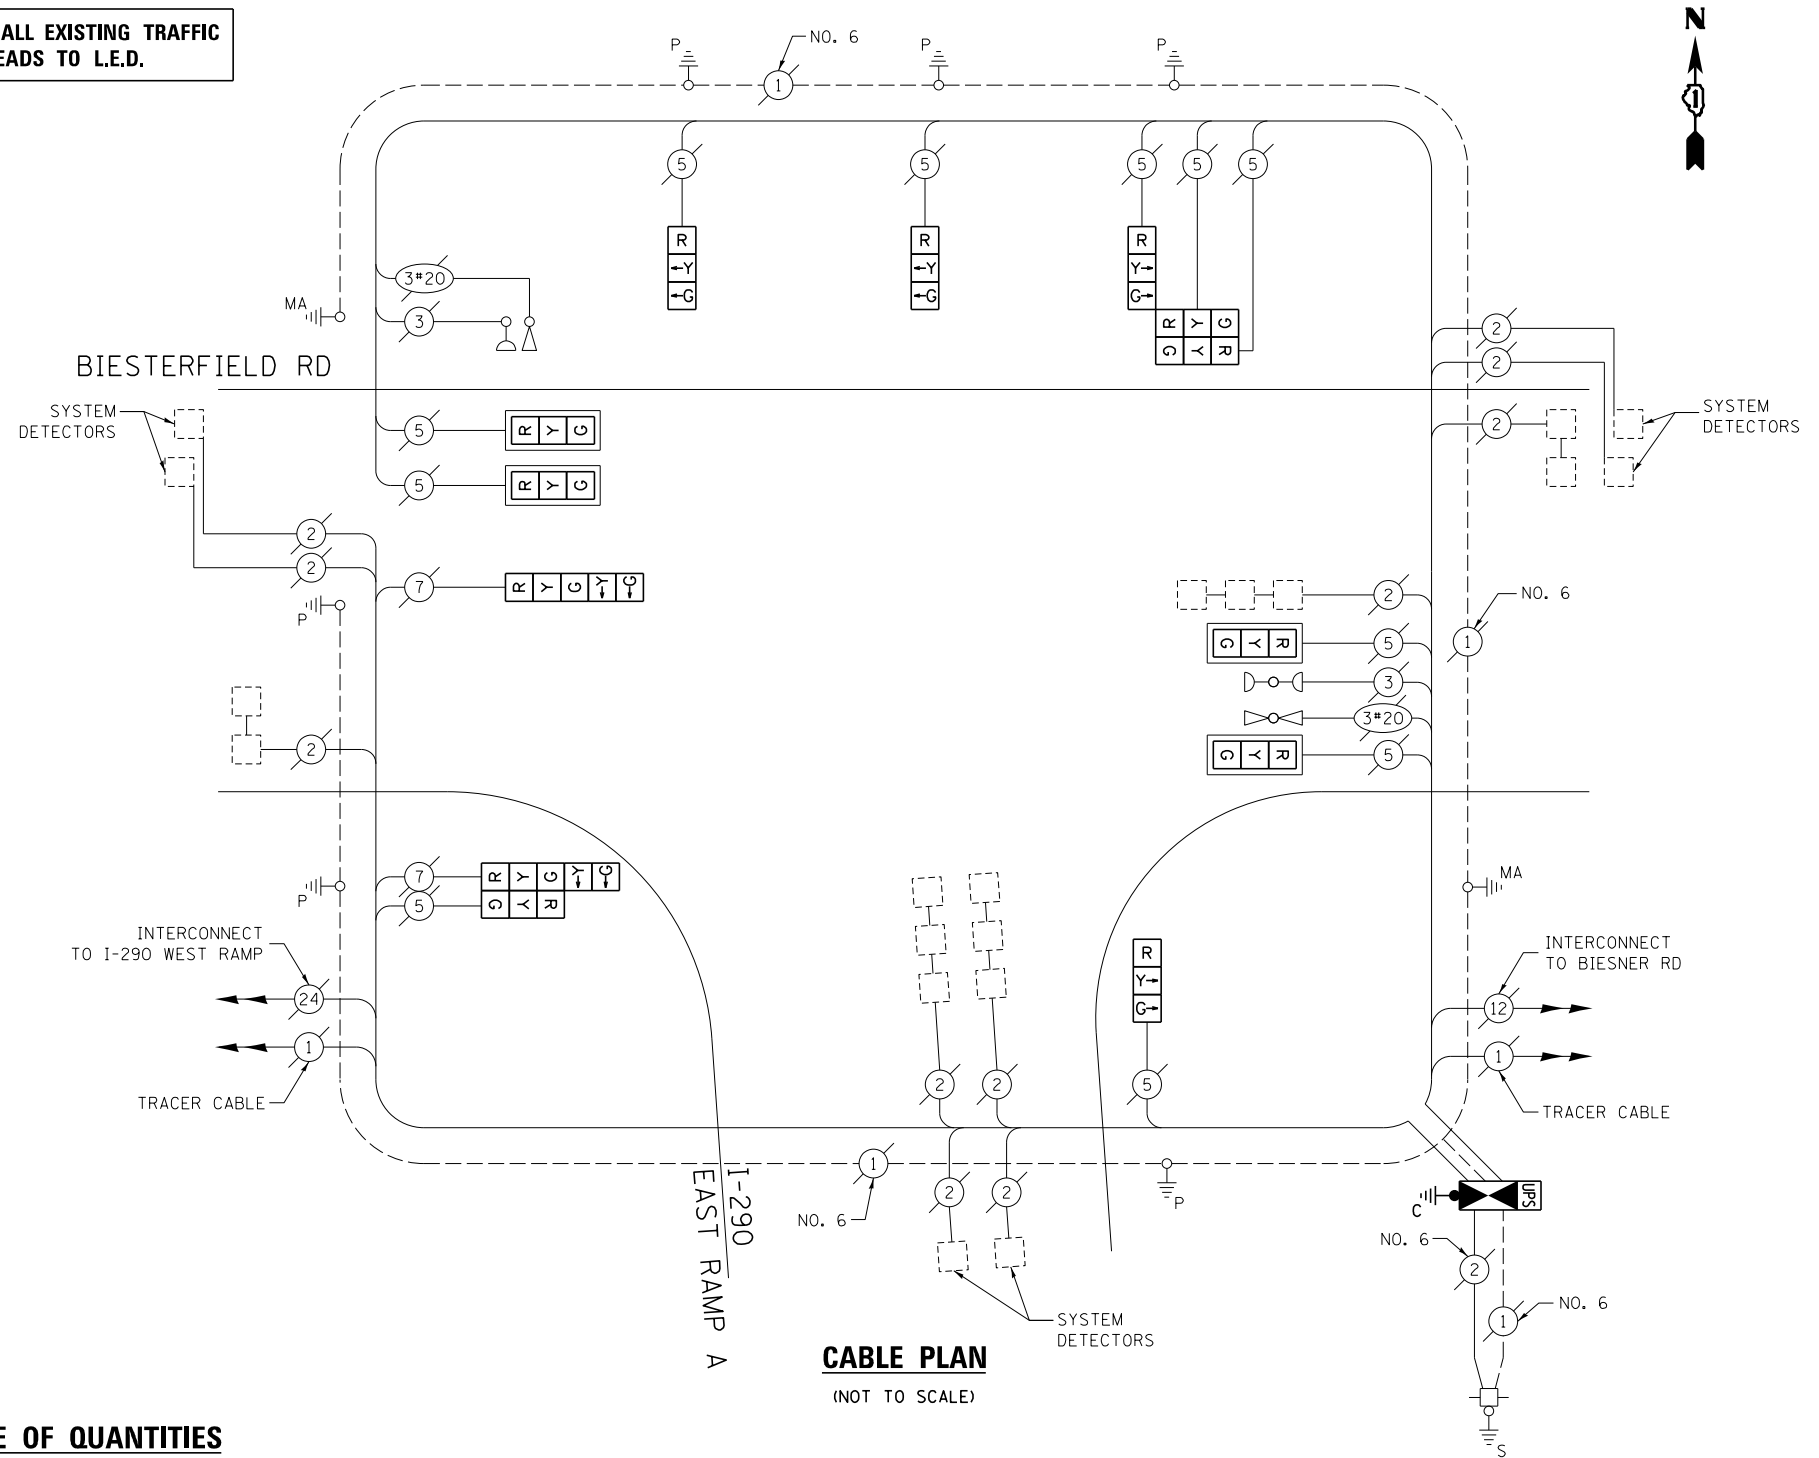 ALL EXISTING TRAFFIC
EADS TO L.E.D.
N
1
P
P
P
NO. 6
1
5
5
5
5
5
R
←Y
←G
R
←Y
←G
R
Y→
G→
R Y G
G Y R
3#20
3
MA
BIESTERFIELD RD
SYSTEM
DETECTORS
5
R Y G
5
R Y G
2
2
7
R Y G ←Y ←G
P
2
2
2
2
SYSTEM
DETECTORS
2
5
G Y R
3
3#20
5
G Y R
NO. 6
1
7
R Y G ←Y ←G
5
G Y R
P
MA
INTERCONNECT
TO I-290 WEST RAMP
24
1
TRACER CABLE
R
Y→
G→
5
2
2
INTERCONNECT
TO BIESNER RD
12
1
TRACER CABLE
1
NO. 6
2
2
P
I-290
EAST RAMP A
SYSTEM
DETECTORS
C
UPS
NO. 6
2
NO. 6
1
S
CABLE PLAN
(NOT TO SCALE)
E OF QUANTITIES